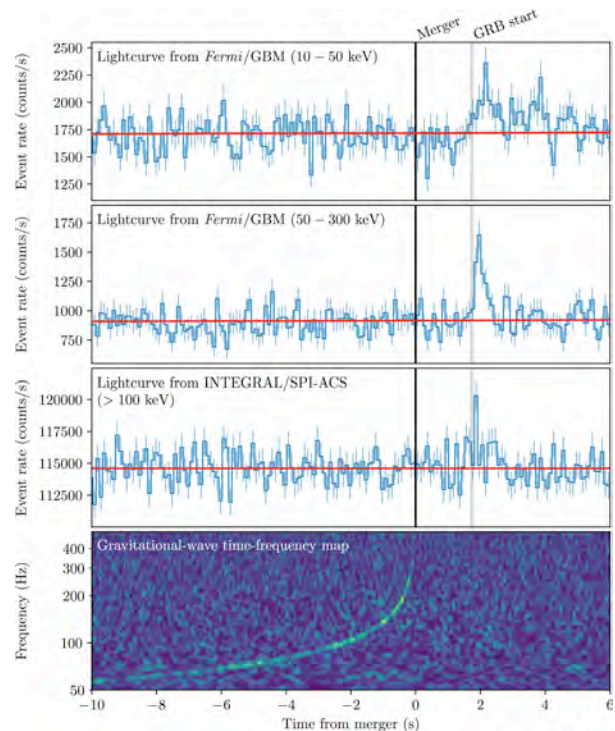 Merger
GRB start
Lightcurve from Fermi/GBM (10 − 50 keV)
Event rate (counts/s)
2500
2250
2000
1750
1500
1250
Lightcurve from Fermi/GBM (50 − 300 keV)
Event rate (counts/s)
1750
1500
1250
1000
750
Lightcurve from INTEGRAL/SPI-ACS
(> 100 keV)
Event rate (counts/s)
120000
117500
115000
112500
Gravitational-wave time-frequency map
Frequency (Hz)
500
400
300
200
100
50
−10 −8 −6 −4 −2 0 2 4 6
Time from merger (s)